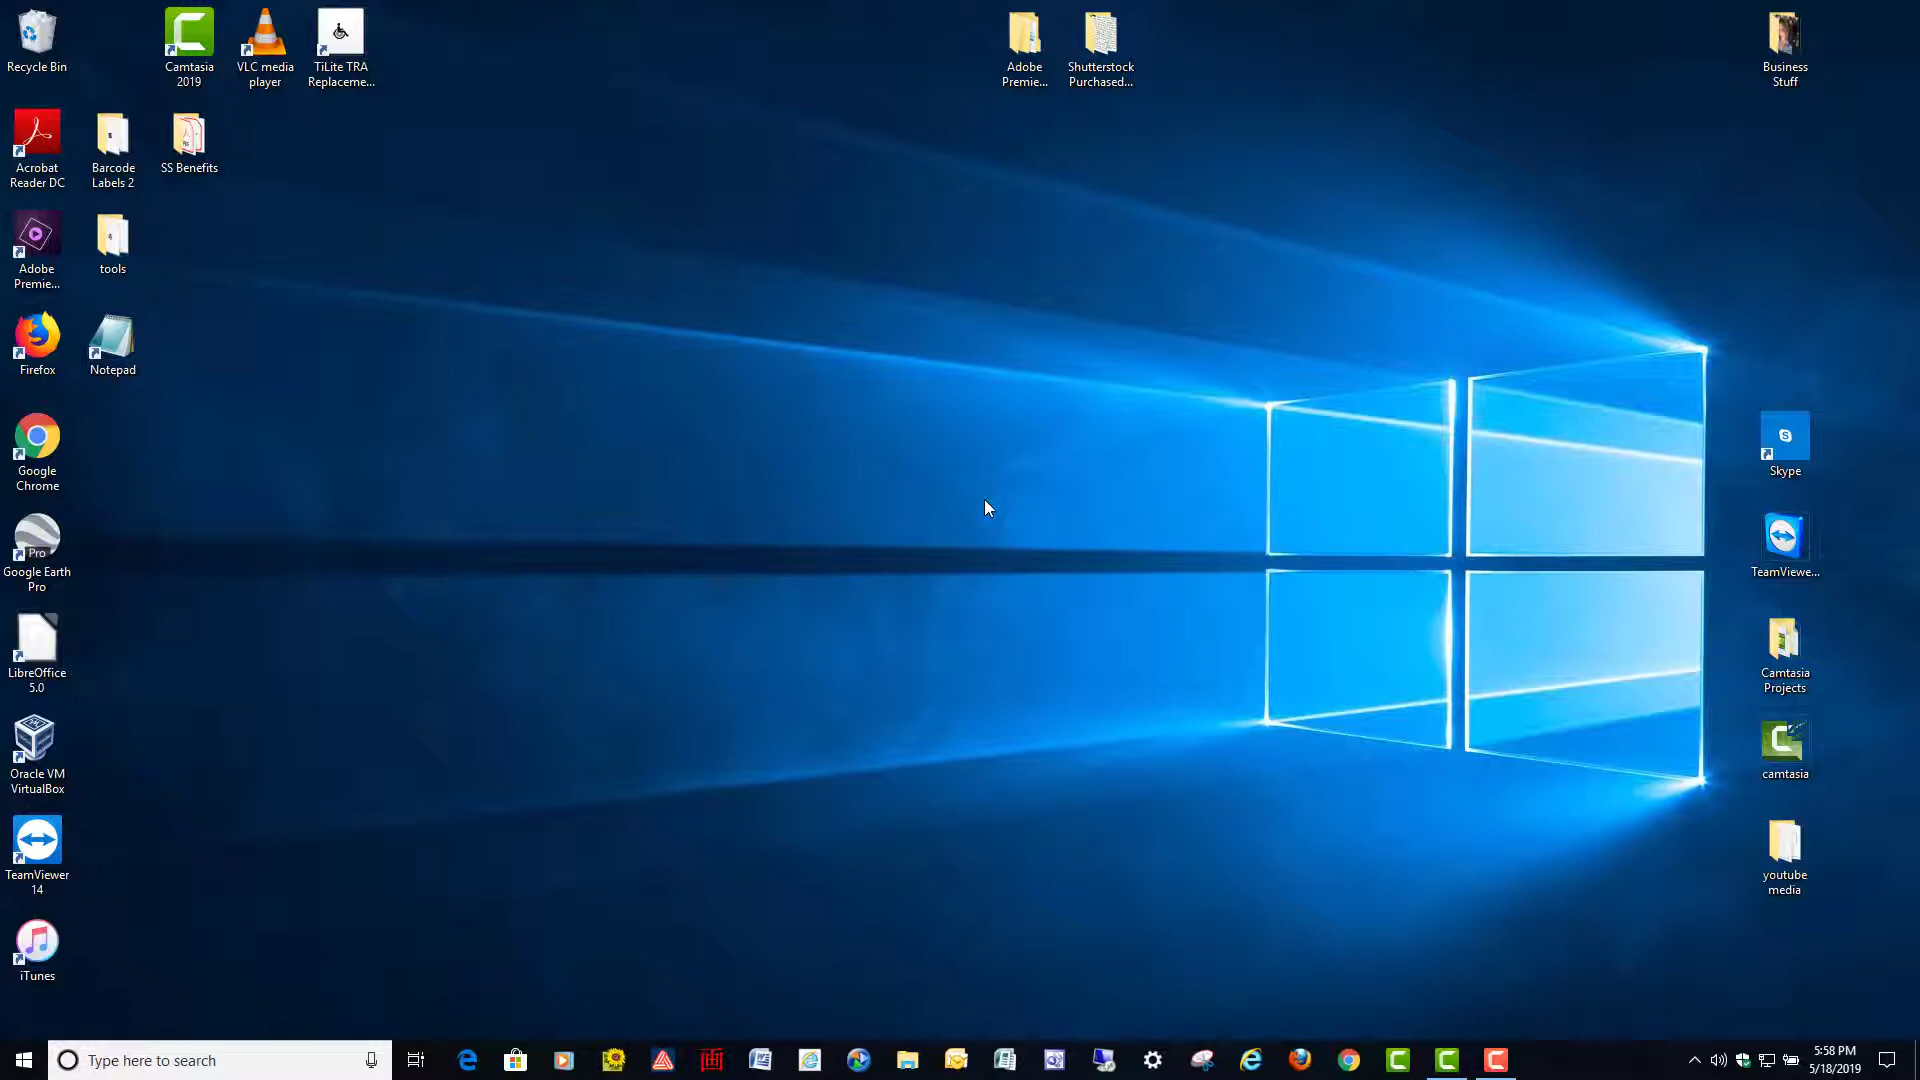 Recycle Bin
Camtasia
2019
VLC media
player
TiLite TRA
Replaceme...
Adobe
Premie...
Shutterstock
Purchased...
Business
Stuff
Acrobat
Reader DC
Barcode
Labels 2
PDF
SS Benefits
Adobe
Premie...
tools
Firefox
Notepad
Google
Chrome
S
Skype
Pro
Google Earth
Pro
TeamViewe...
LibreOffice
5.0
Camtasia
Projects
Oracle VM
VirtualBox
camtasia
TeamViewer
14
youtube
media
iTunes
Type here to search
5:58 PM
5/18/2019